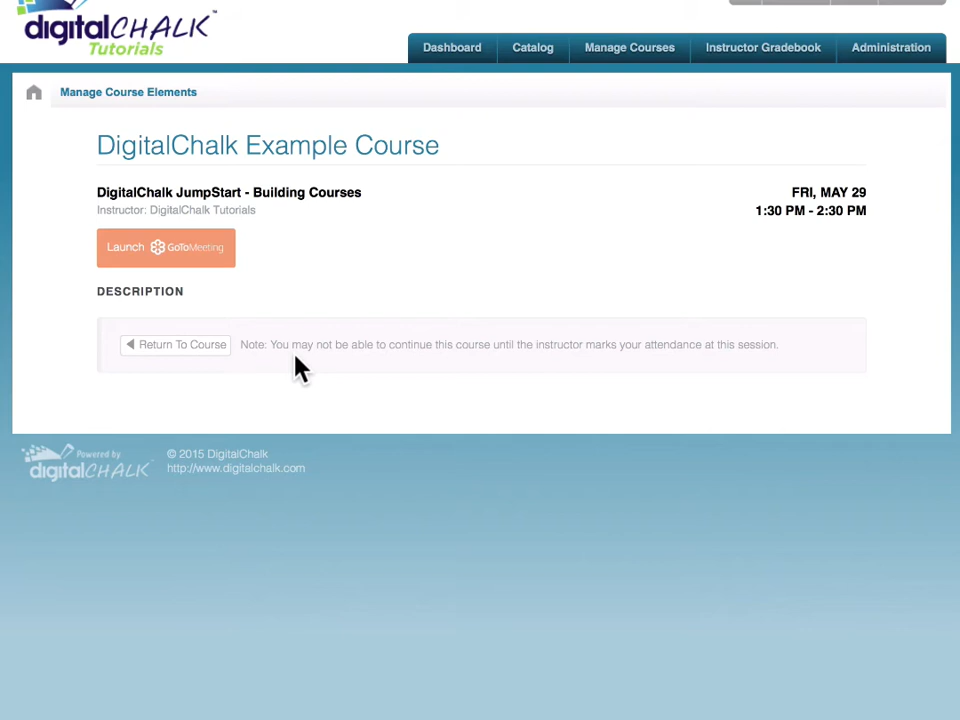 digitalCHALK™
Tutorials
Dashboard
Catalog
Manage Courses
Instructor Gradebook
Administration
Manage Course Elements
DigitalChalk Example Course
DigitalChalk JumpStart - Building Courses
FRI, MAY 29
Instructor: DigitalChalk Tutorials
1:30 PM - 2:30 PM
Launch GoToMeeting
DESCRIPTION
Return To Course
Note: You may not be able to continue this course until the instructor marks your attendance at this session.
Powered by
digitalCHALK
© 2015 DigitalChalk
http://www.digitalchalk.com